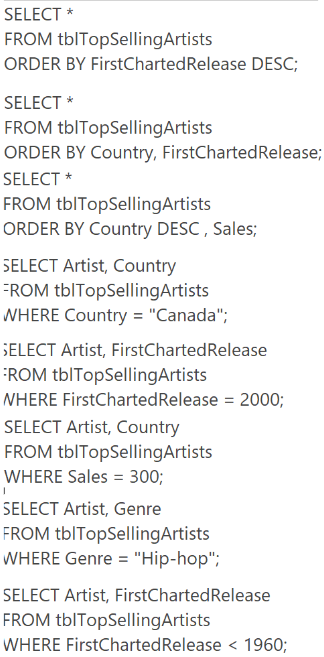 SELECT *
FROM tblTopSellingArtists
ORDER BY FirstChartedRelease DESC;
SELECT *
FROM tblTopSellingArtists
ORDER BY Country, FirstChartedRelease;
SELECT *
FROM tblTopSellingArtists
ORDER BY Country DESC , Sales;
SELECT Artist, Country
FROM tblTopSellingArtists
WHERE Country = "Canada";
SELECT Artist, FirstChartedRelease
FROM tblTopSellingArtists
WHERE FirstChartedRelease = 2000;
SELECT Artist, Country
FROM tblTopSellingArtists
WHERE Sales = 300;
SELECT Artist, Genre
FROM tblTopSellingArtists
WHERE Genre = "Hip-hop";
SELECT Artist, FirstChartedRelease
FROM tblTopSellingArtists
WHERE FirstChartedRelease < 1960;